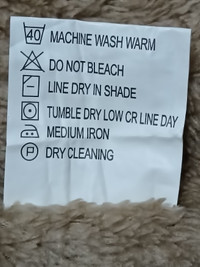 40 MACHINE WASH WARM
DO NOT BLEACH
LINE DRY IN SHADE
TUMBLE DRY LOW CR LINE DAY
MEDIUM IRON
P DRY CLEANING